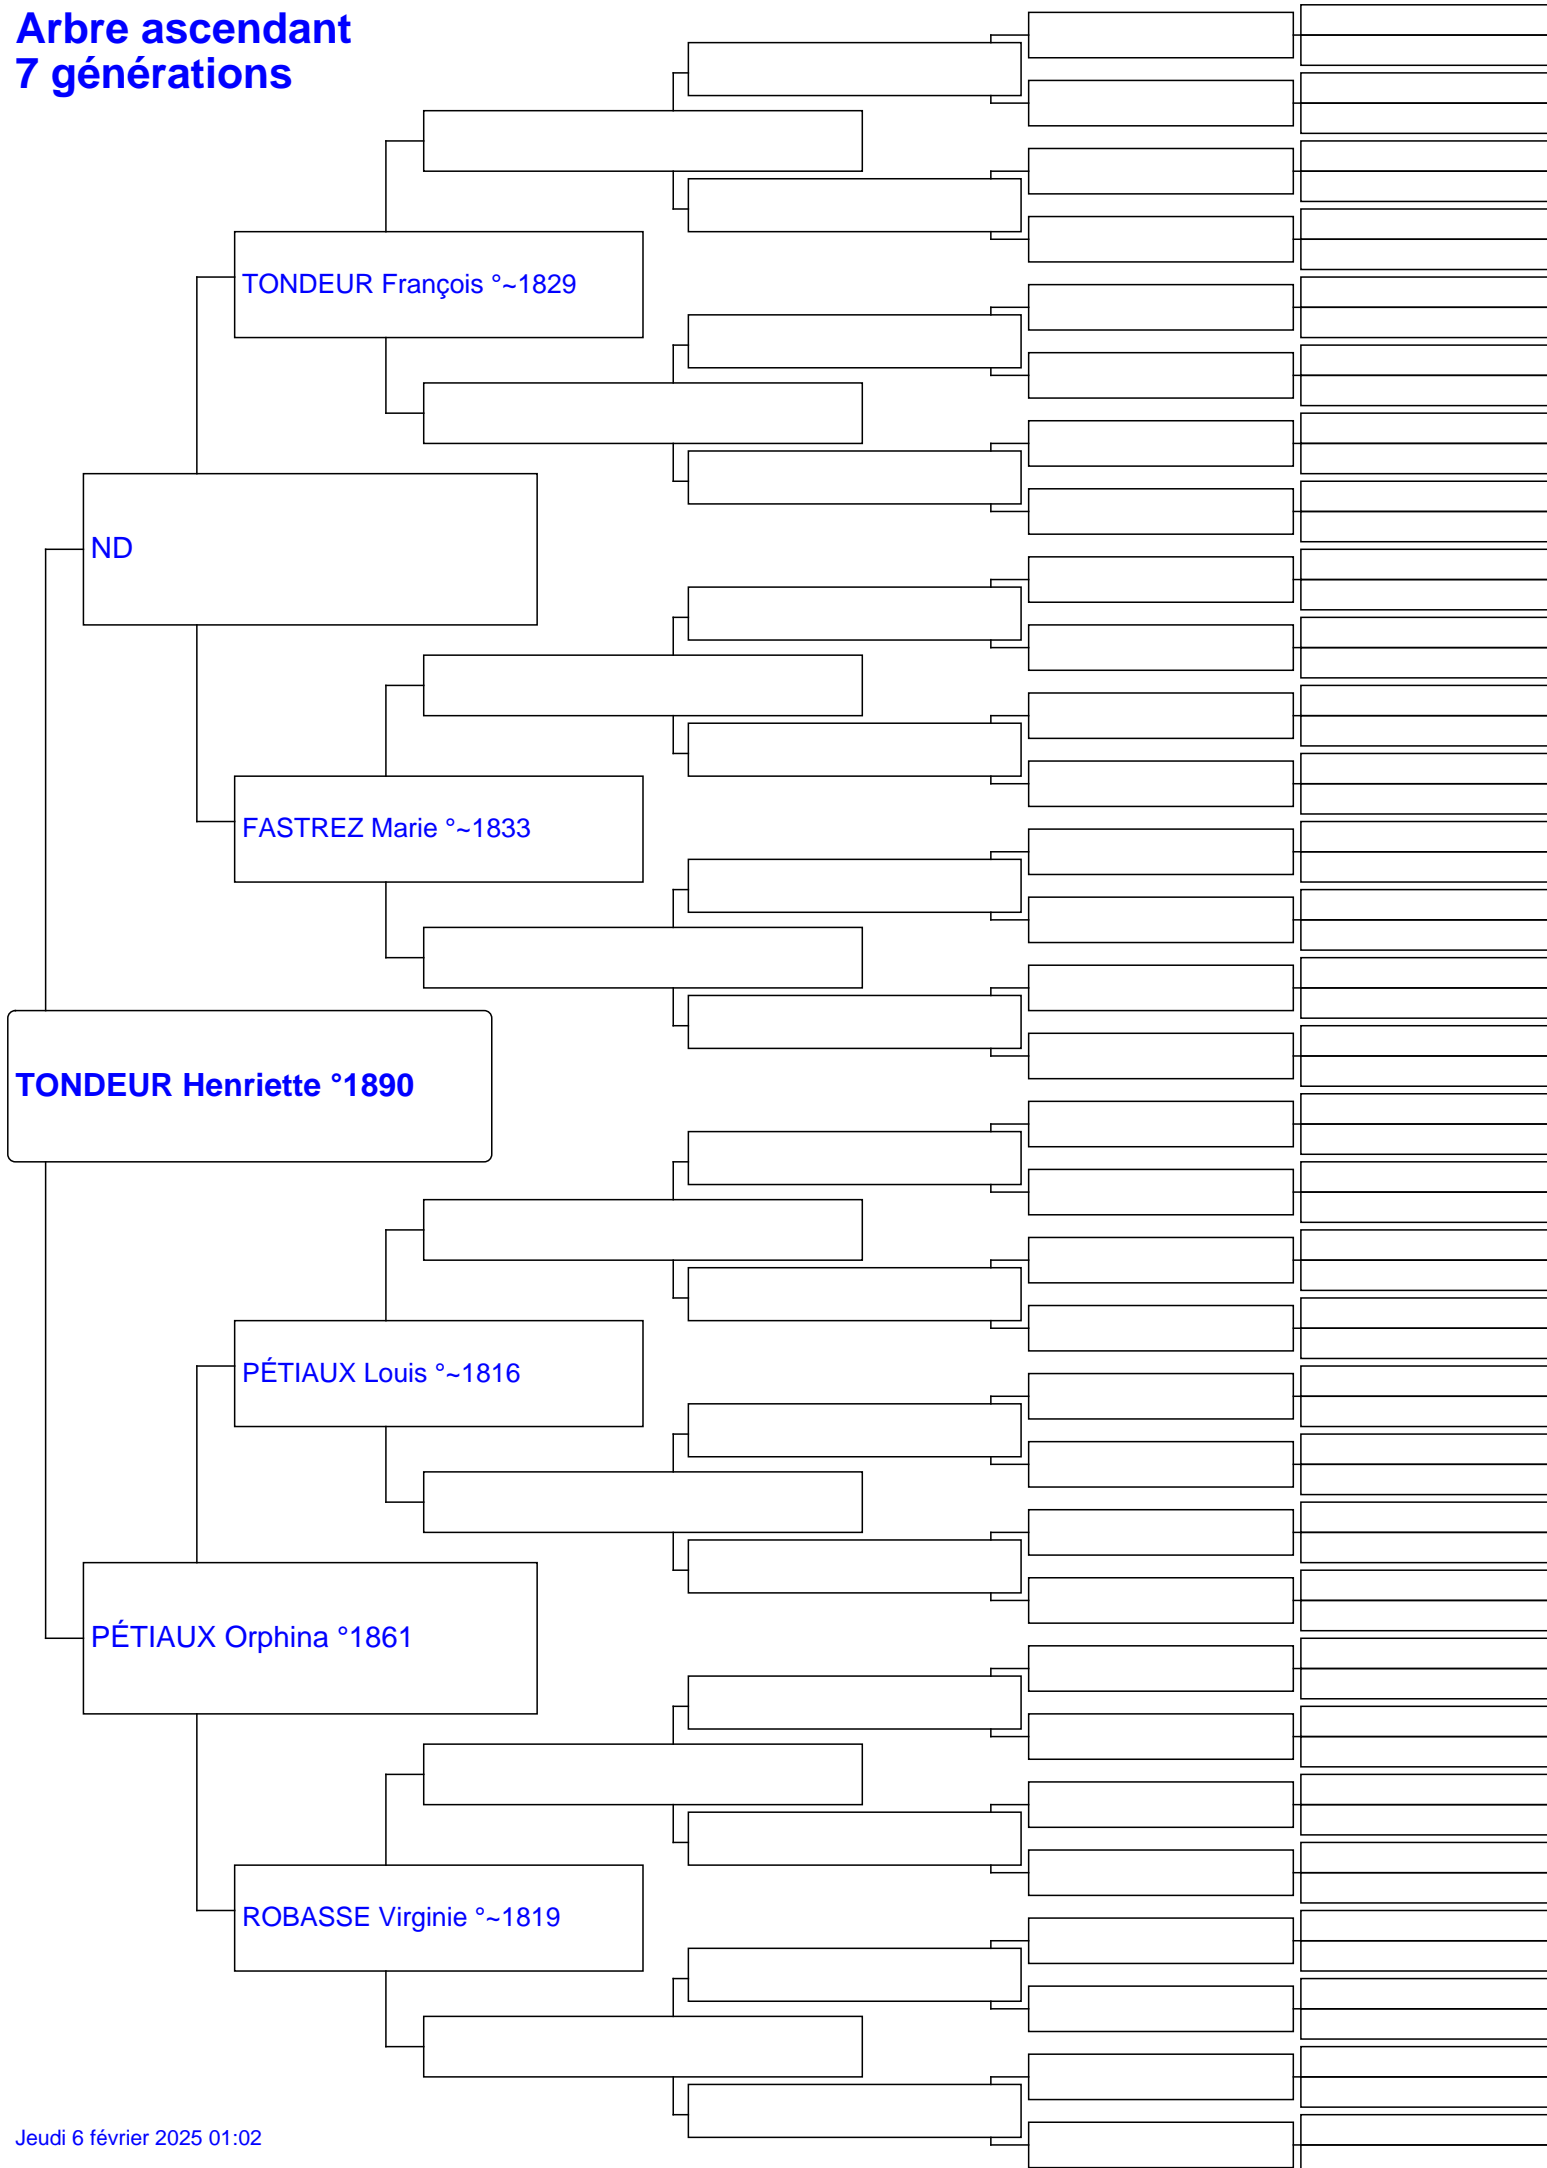 Arbre ascendant
7 générations
TONDEUR François °~1829
ND
FASTREZ Marie °~1833
TONDEUR Henriette °1890
PÉTIAUX Louis °~1816
PÉTIAUX Orphina °1861
ROBASSE Virginie °~1819
Jeudi 6 février 2025 01:02